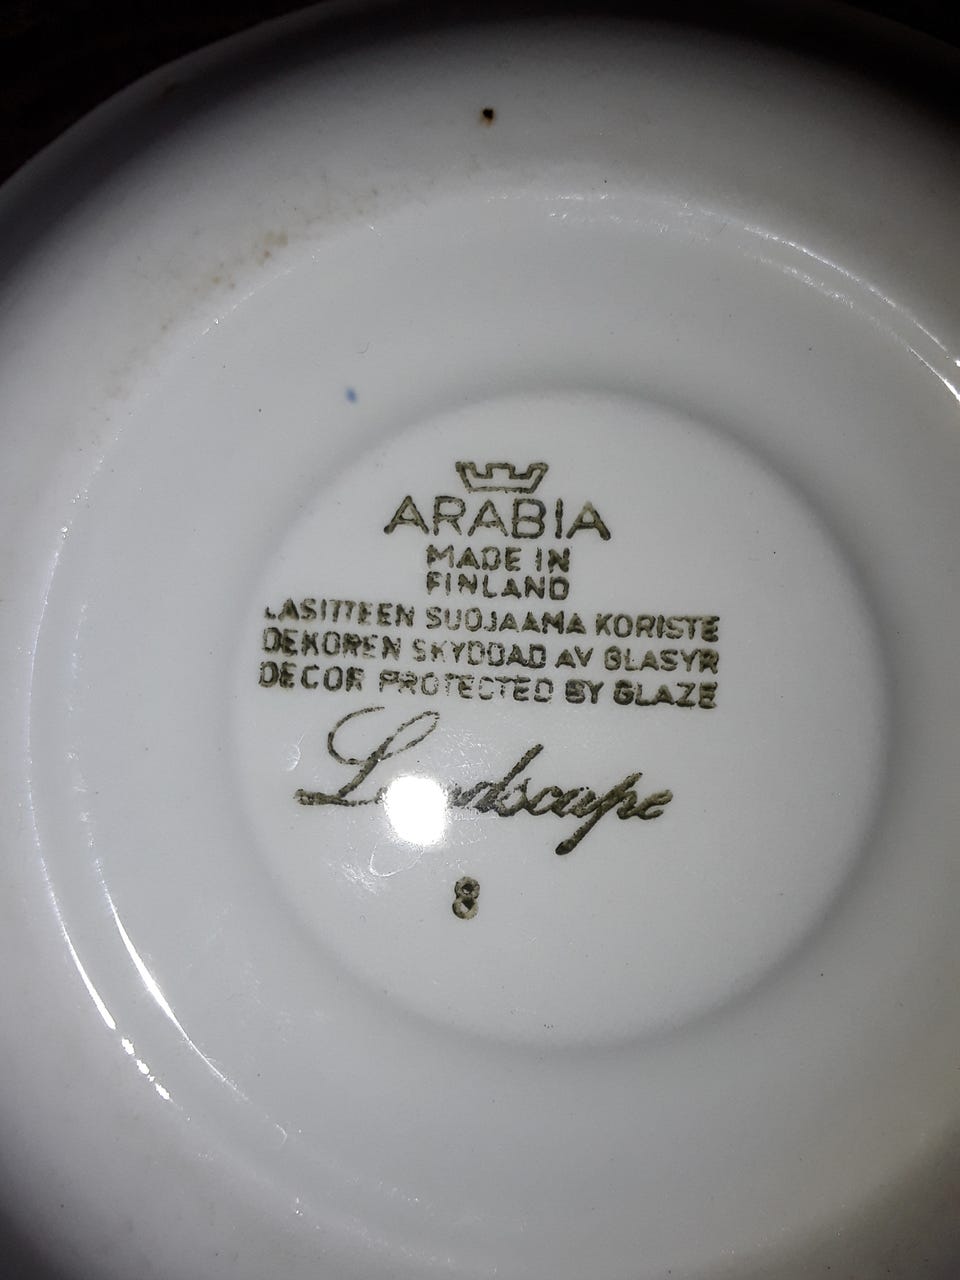 ARABIA
MADE IN
FINLAND
LASITTEEN SUOJAAMA KORISTE
DEKOREN SKYDDAD AV GLASYR
DECOR PROTECTED BY GLAZE
Landscape
8